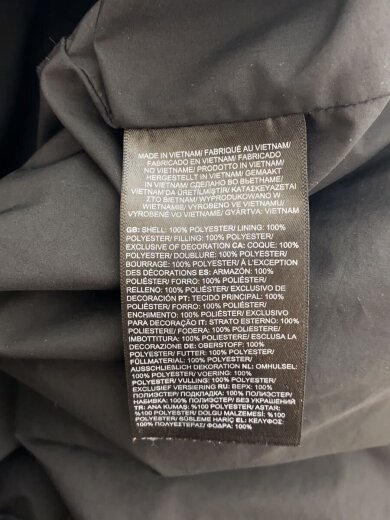 MADE IN VIETNAM/ FABRIQUÉ AU VIETNAM/
FABRICADO EN VIETNAM/ FABRICADO
NO VIETNÃ/ PRODOTTO IN VIETNAM/
HERGESTELLT IN VIETNAM/ GEMAAKT
IN VIETNAM/ СДЕЛАНО ВО ВЬЕТНАМЕ/
VIETNAM'DA ÜRETİLMİŞTİR/ ΚΑΤΑΣΚΕΥΑΖΕΤΑΙ
ΣΤΟ ΒΙΕΤΝΑΜ/ WYPRODUKOWANO W
WIETNAMIE/ VYROBENO VE VIETNAMU/
VYROBENÉ VO VIETNAME/ GYÁRTVA: VIETNAM
GB: SHELL: 100% POLYESTER/ LINING: 100%
POLYESTER/ FILLING: 100% POLYESTER/
EXCLUSIVE OF DECORATION CA: COQUE: 100%
POLYESTER/ DOUBLURE: 100% POLYESTER/
BOURRAGE: 100% POLYESTER/ À L'EXCEPTION
DES DÉCORATIONS ES: ARMAZÓN: 100%
POLIÉSTER/ FORRO: 100% POLIÉSTER/
RELLENO: 100% POLIÉSTER/ EXCLUSIVO DE
DECORACIÓN PT: TECIDO PRINCIPAL: 100%
POLIÉSTER/ FORRO: 100% POLIÉSTER/
ENCHIMENTO: 100% POLIÉSTER/ EXCLUSIVO
PARA DECORAÇÃO IT: STRATO ESTERNO: 100%
POLIESTERE/ FODERA: 100% POLIESTERE/
IMBOTTITURA: 100% POLIESTERE/ ESCLUSA LA
DECORAZIONE DE: OBERSTOFF: 100%
POLYESTER/ FUTTER: 100% POLYESTER/
FÜLLMATERIAL: 100% POLYESTER/
AUSSCHLIEẞLICH DEKORATION NL: OMHULSEL:
100% POLYESTER/ VOERING: 100%
POLYESTER/ VULLING: 100% POLYESTER/
EXCLUSIEF VERSIERING RU: ВЕРХ: 100%
ПОЛИЭСТЕР/ ПОДКЛАДКА: 100% ПОЛИЭСТЕР/
НАБИВКА: 100% ПОЛИЭСТЕР/ БЕЗ УКРАШЕНИЙ
TR: ANA KUMAŞ: %100 POLYESTER/ ASTAR:
%100 POLYESTER/ DOLGU MALZEMESİ: %100
POLYESTER/ SÜSLEME HARİÇ EL: ΚΕΛΥΦΟΣ:
100% ΠΟΛΥΕΣΤΕΡΑΣ/ ΦΟΔΡΑ: 100%